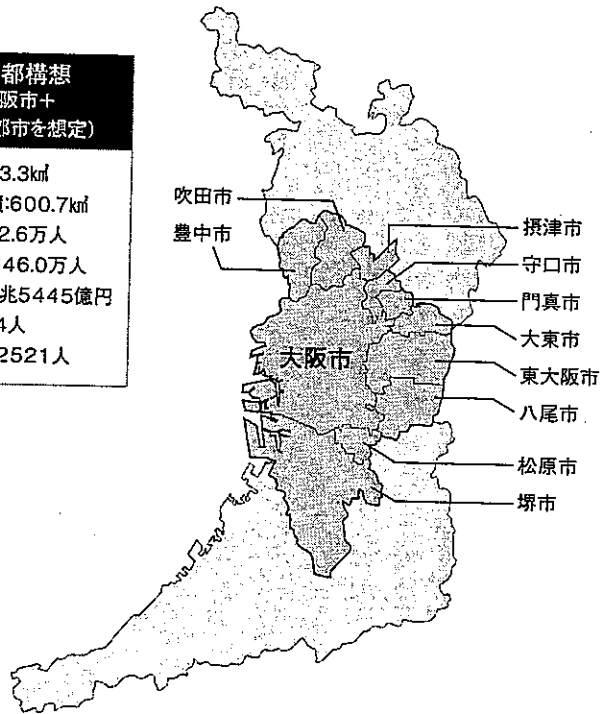 都構想
阪市+
都市を想定)
3.3㎢
:600.7㎢
2.6万人
46.0万人
兆5445億円
4人
2521人
吹田市
豊中市
大阪市
摂津市
守口市
門真市
大東市
東大阪市
八尾市
松原市
堺市